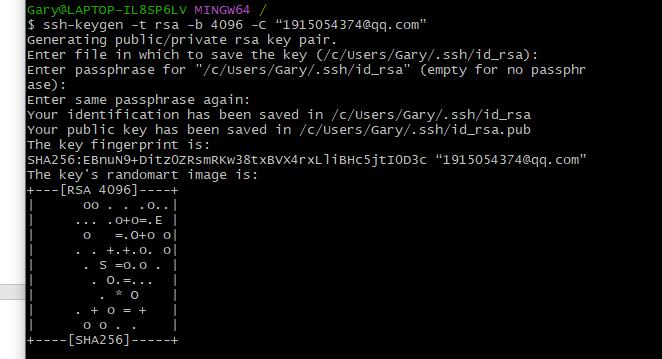 Gary@LAPTOP-IL8SP6LV MINGW64 /
$ ssh-keygen -t rsa -b 4096 -C “1915054374@qq.com”
Generating public/private rsa key pair.
Enter file in which to save the key (/c/Users/Gary/.ssh/id_rsa):
Enter passphrase for "/c/Users/Gary/.ssh/id_rsa" (empty for no passphr
ase):
Enter same passphrase again:
Your identification has been saved in /c/Users/Gary/.ssh/id_rsa
Your public key has been saved in /c/Users/Gary/.ssh/id_rsa.pub
The key fingerprint is:
SHA256:EBnuN9+DitzOZRsmRKw38txBVX4rxLliBHc5jtIOD3c “1915054374@qq.com”
The key's randomart image is:
+---[RSA 4096]----+
|      oo . . .o..|
|     ... .o+o=.E |
|      o   =.O+o o|
|     . . +.+.o. o|
|      . S =o.o . |
|       . O.=...  |
|        . * O    |
|     . + o = +   |
|      o o . .    |
+----[SHA256]-----+